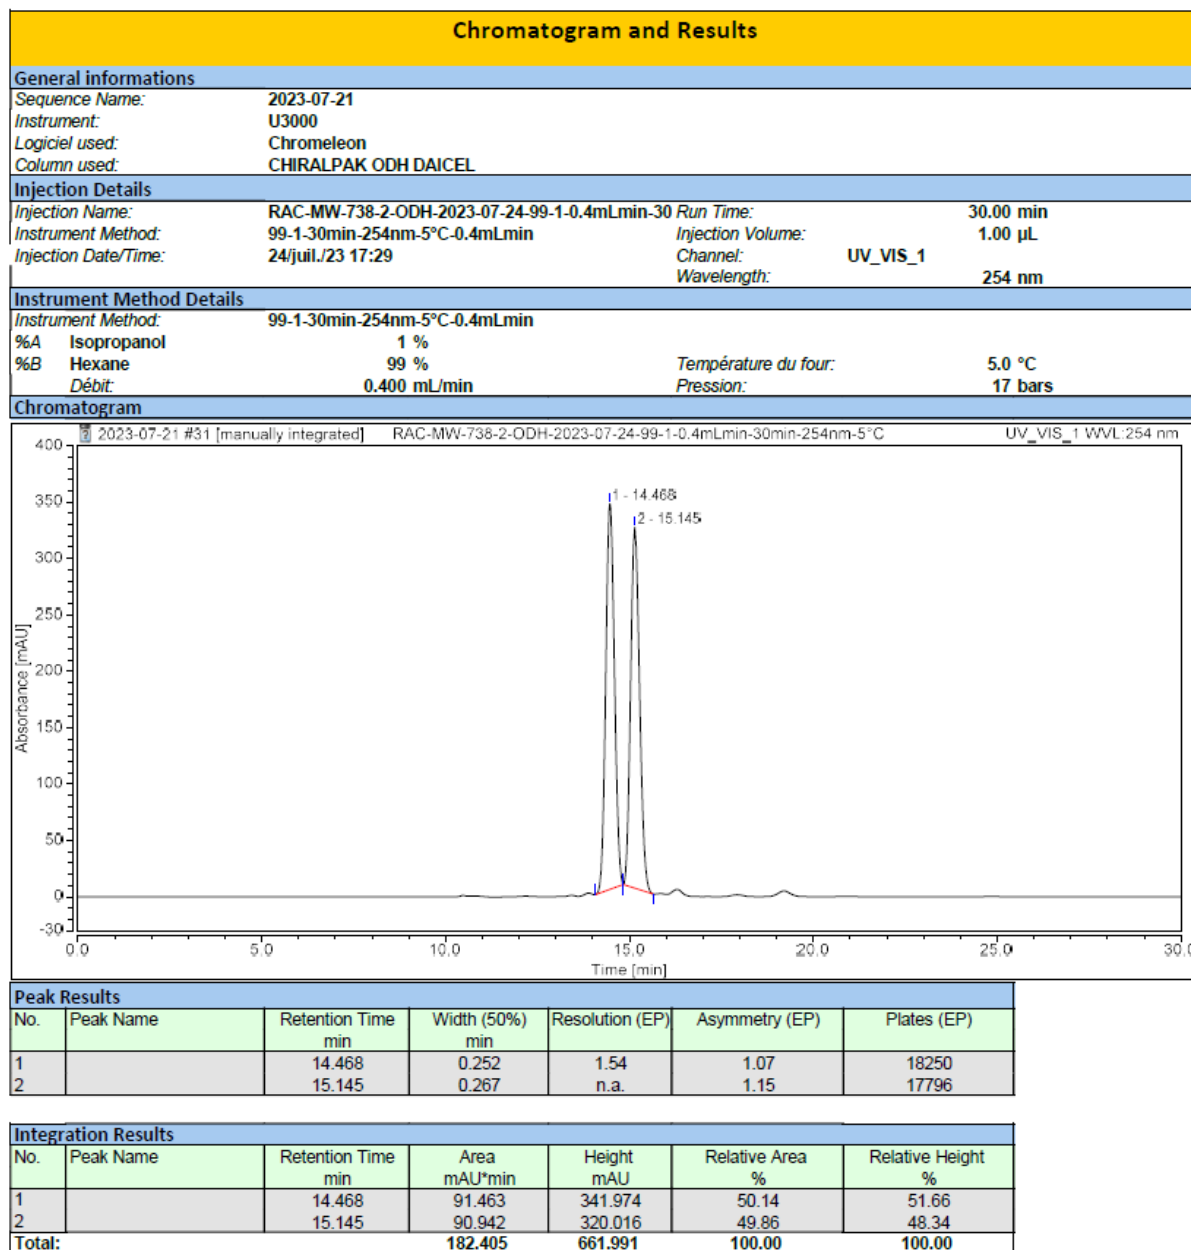 Chromatogram and Results
General informations
Sequence Name: 2023-07-21
Instrument: U3000
Logiciel used: Chromeleon
Column used: CHIRALPAK ODH DAICEL
Injection Details
Injection Name: RAC-MW-738-2-ODH-2023-07-24-99-1-0.4mLmin-30 Run Time: 30.00 min
Instrument Method: 99-1-30min-254nm-5°C-0.4mLmin Injection Volume: 1.00 µL
Injection Date/Time: 24/juil./23 17:29 Channel: UV_VIS_1
Wavelength: 254 nm
Instrument Method Details
Instrument Method: 99-1-30min-254nm-5°C-0.4mLmin
%A Isopropanol 1 %
%B Hexane 99 % Température du four: 5.0 °C
Débit: 0.400 mL/min Pression: 17 bars
Chromatogram
2023-07-21 #31 [manually integrated] RAC-MW-738-2-ODH-2023-07-24-99-1-0.4mLmin-30min-254nm-5°C UV_VIS_1 WVL:254 nm
400
350
300
250
200
150
100
50
0
-30
Absorbance [mAU]
1 - 14.468
2 - 15.145
0.0 5.0 10.0 15.0 20.0 25.0 30.0
Time [min]
Peak Results
No. Peak Name Retention Time Width (50%) Resolution (EP) Asymmetry (EP) Plates (EP)
min min
1 14.468 0.252 1.54 1.07 18250
2 15.145 0.267 n.a. 1.15 17796
Integration Results
No. Peak Name Retention Time Area Height Relative Area Relative Height
min mAU*min mAU % %
1 14.468 91.463 341.974 50.14 51.66
2 15.145 90.942 320.016 49.86 48.34
Total: 182.405 661.991 100.00 100.00